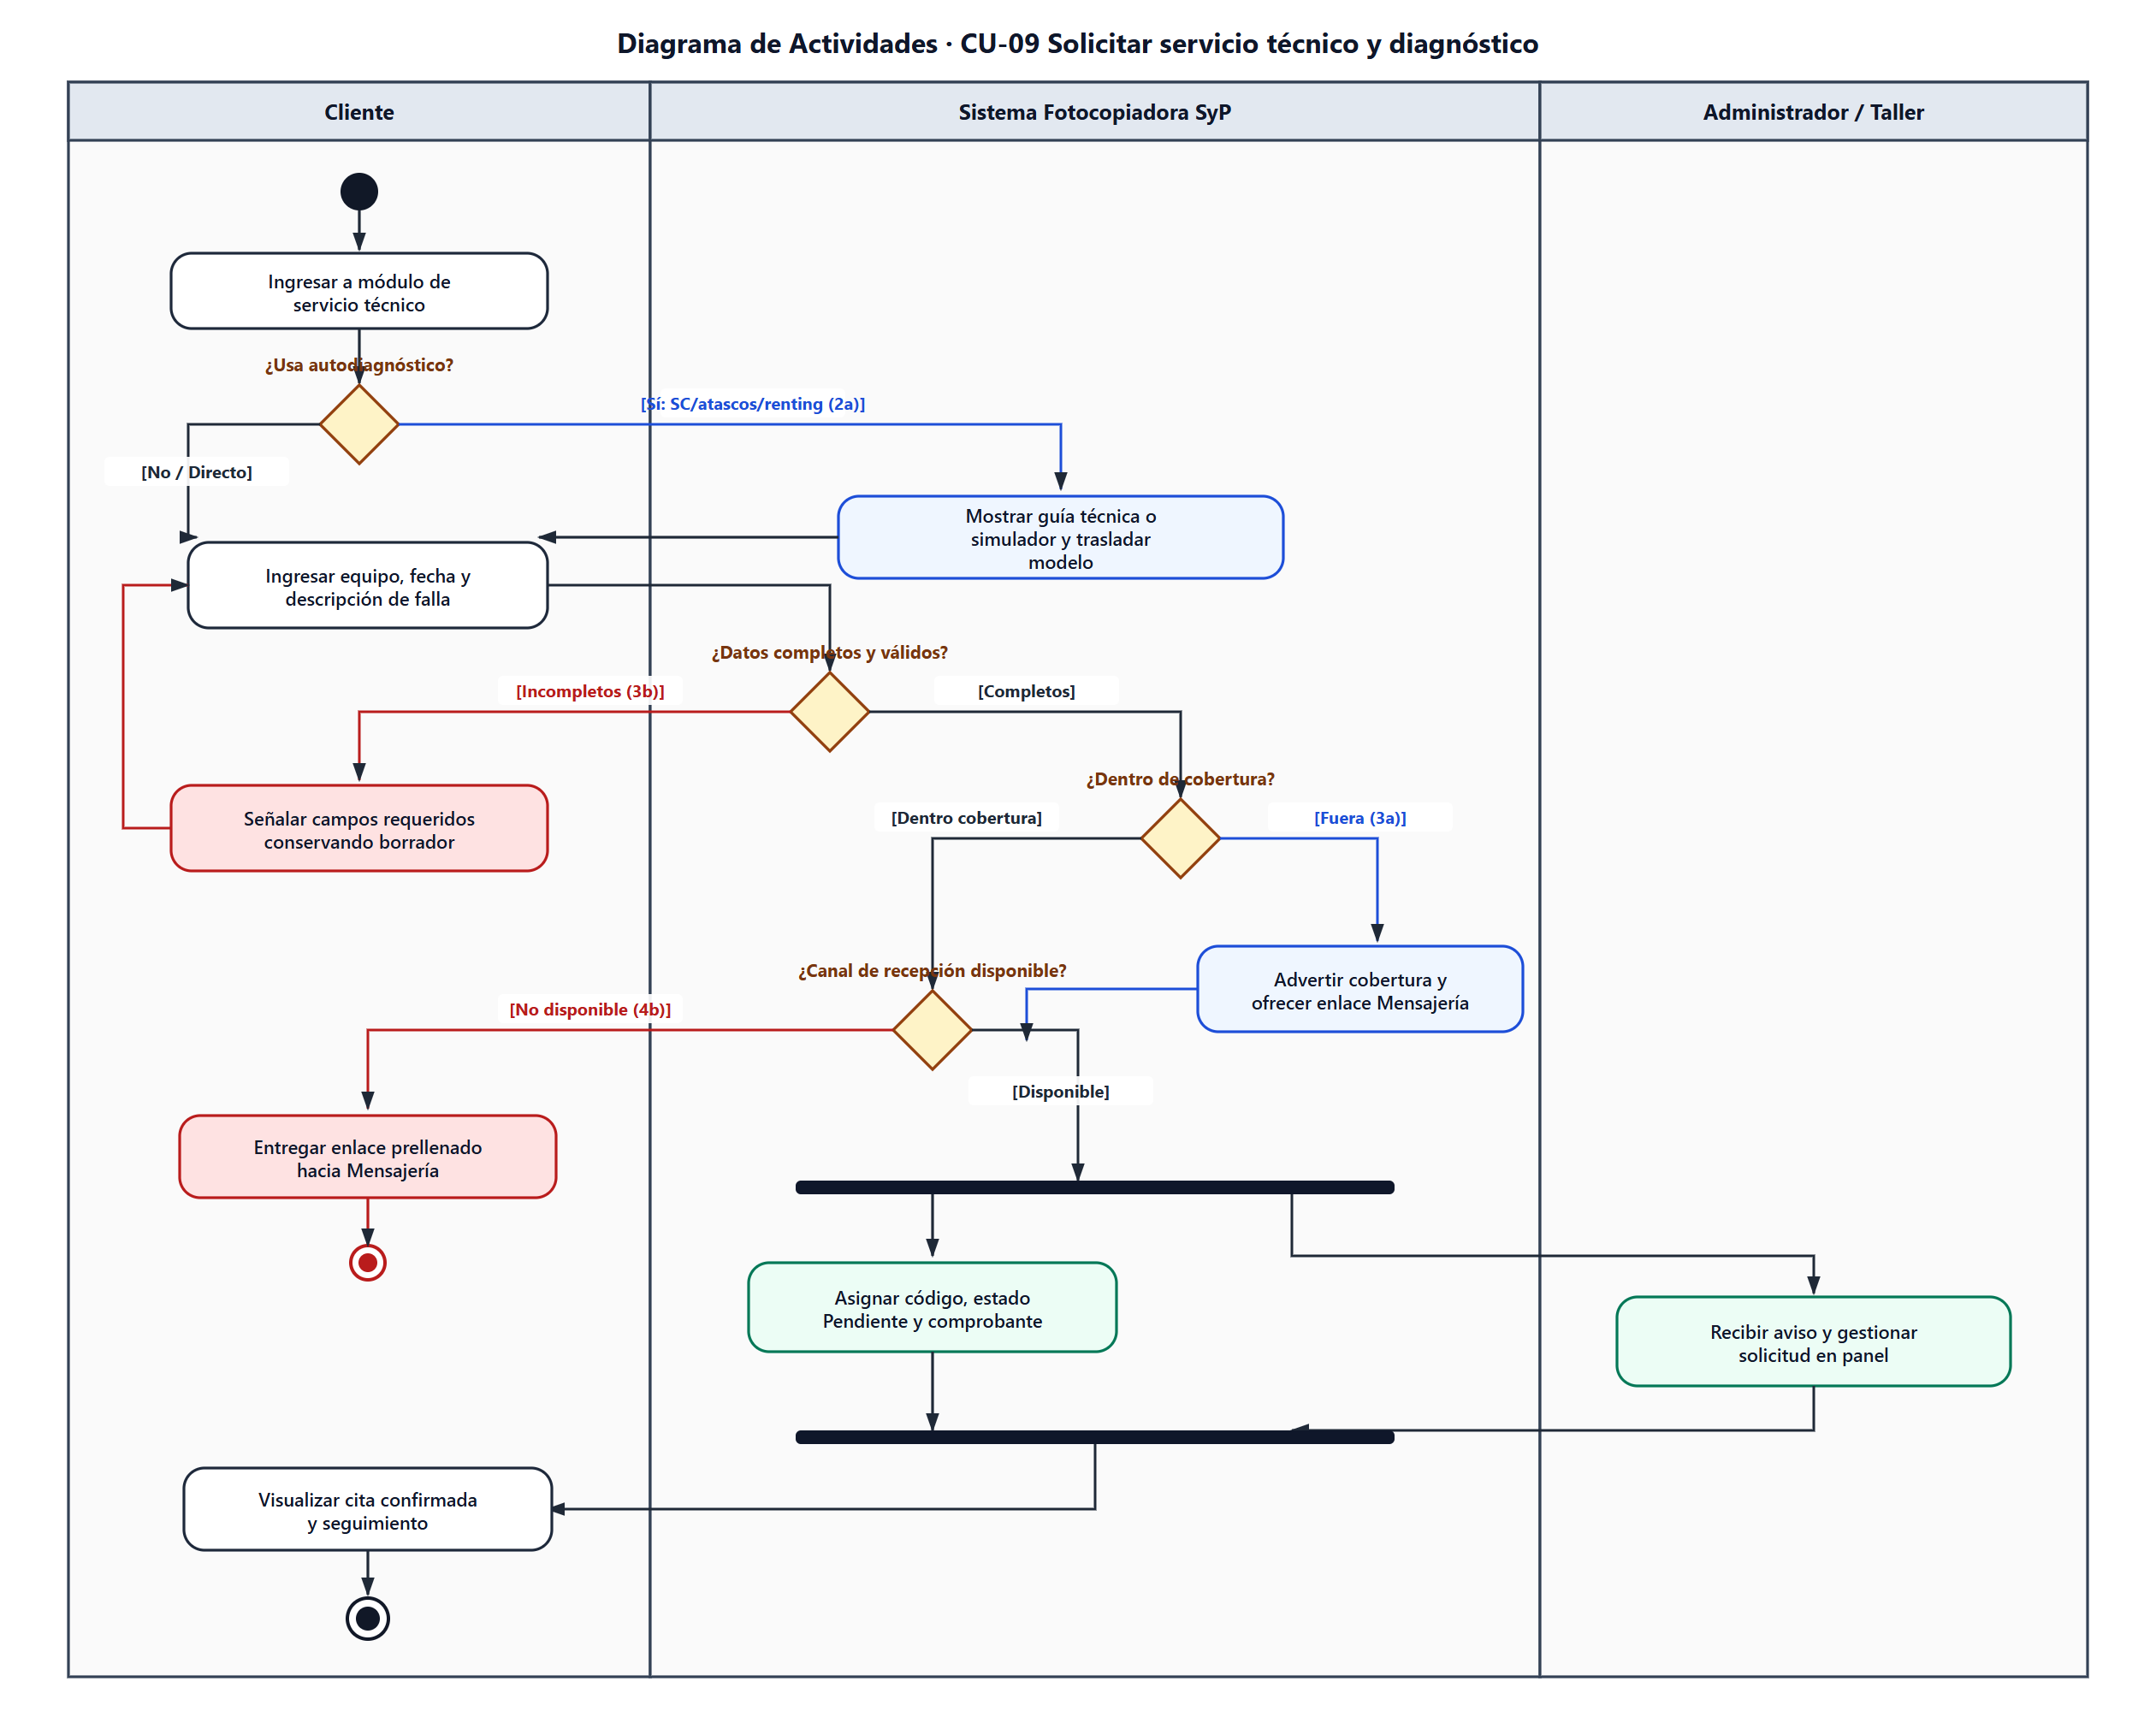 Diagrama de Actividades · CU-09 Solicitar servicio técnico y diagnóstico
Cliente
Sistema Fotocopiadora SyP
Administrador / Taller
Ingresar a módulo de
servicio técnico
¿Usa autodiagnóstico?
[Sí: SC/atascos/renting (2a)]
[No / Directo]
Mostrar guía técnica o
simulador y trasladar
modelo
Ingresar equipo, fecha y
descripción de falla
¿Datos completos y válidos?
[Incompletos (3b)]
[Completos]
¿Dentro de cobertura?
[Dentro cobertura]
[Fuera (3a)]
Señalar campos requeridos
conservando borrador
¿Canal de recepción disponible?
Advertir cobertura y
ofrecer enlace Mensajería
[No disponible (4b)]
[Disponible]
Entregar enlace prellenado
hacia Mensajería
Asignar código, estado
Pendiente y comprobante
Recibir aviso y gestionar
solicitud en panel
Visualizar cita confirmada
y seguimiento